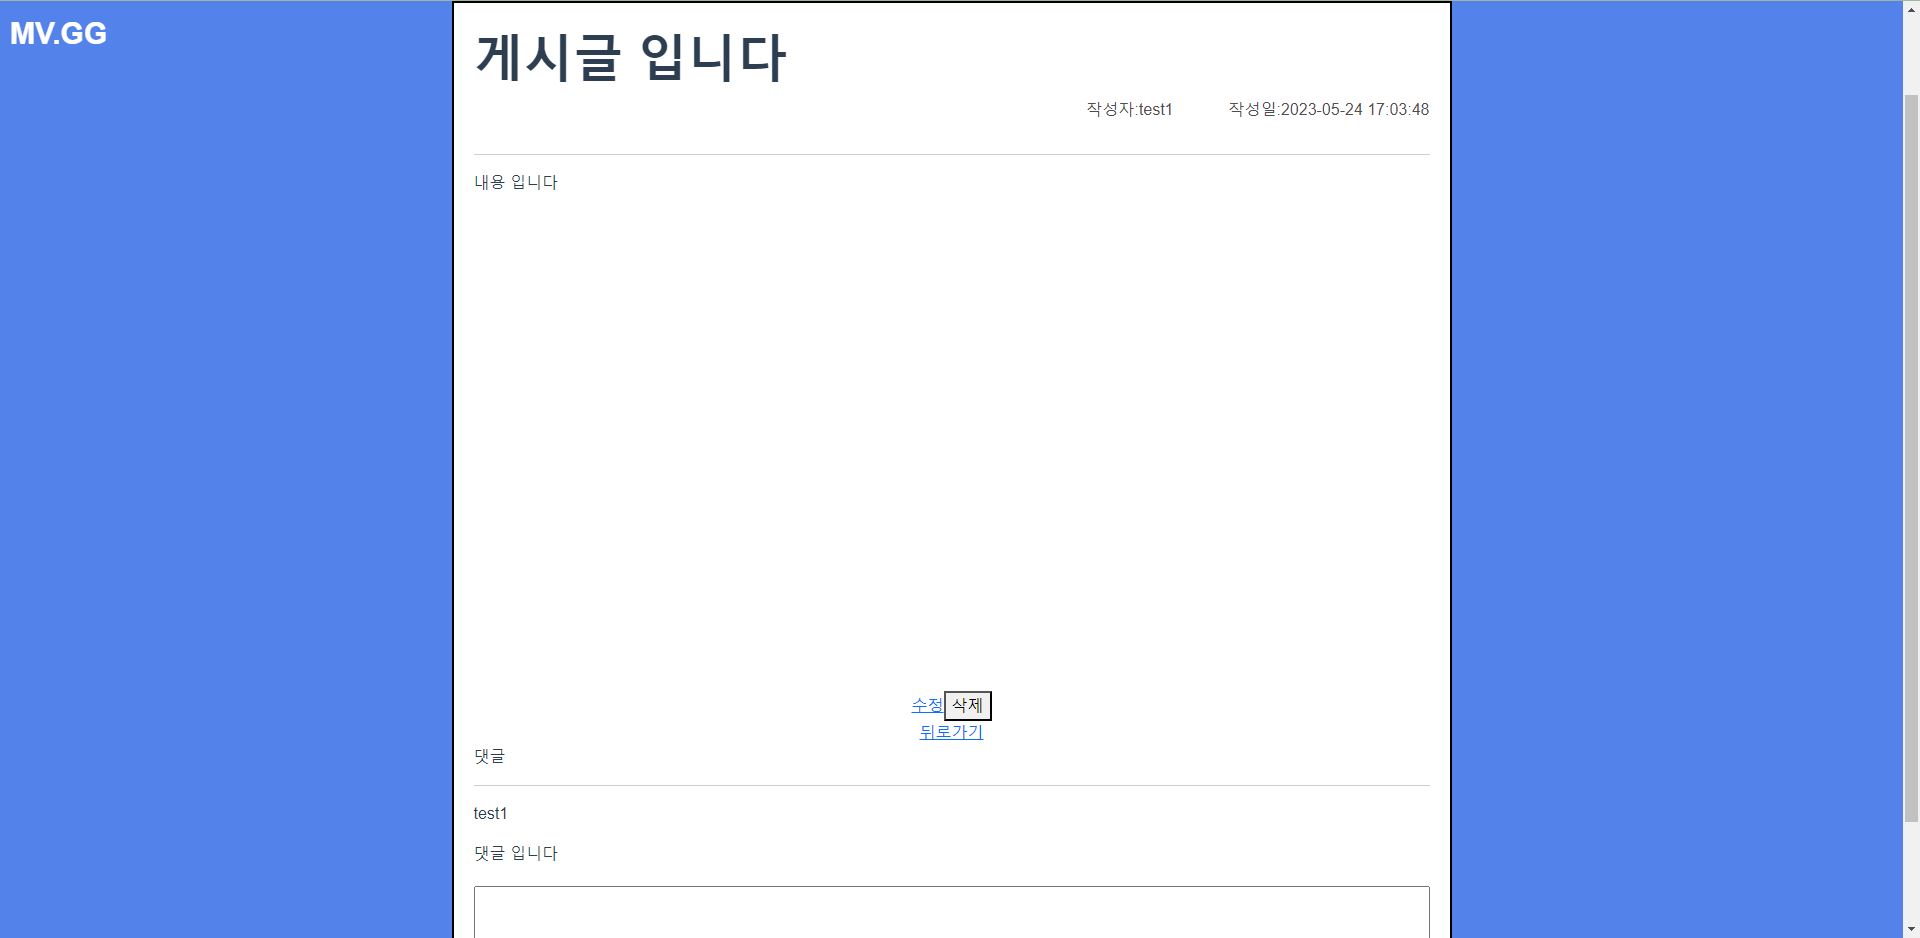 MV.GG
게시글 입니다
작성자:test1 작성일:2023-05-24 17:03:48
내용 입니다
수정 삭제
뒤로가기
댓글
test1
댓글 입니다